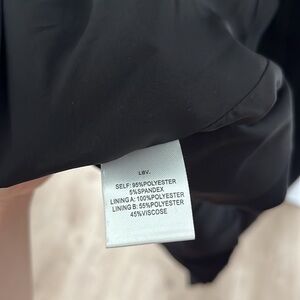 LBV.
SELF: 95%POLYESTER
5%SPANDEX
LINING A: 100%POLYESTER
LINING B: 55%POLYESTER
45%VISCOSE